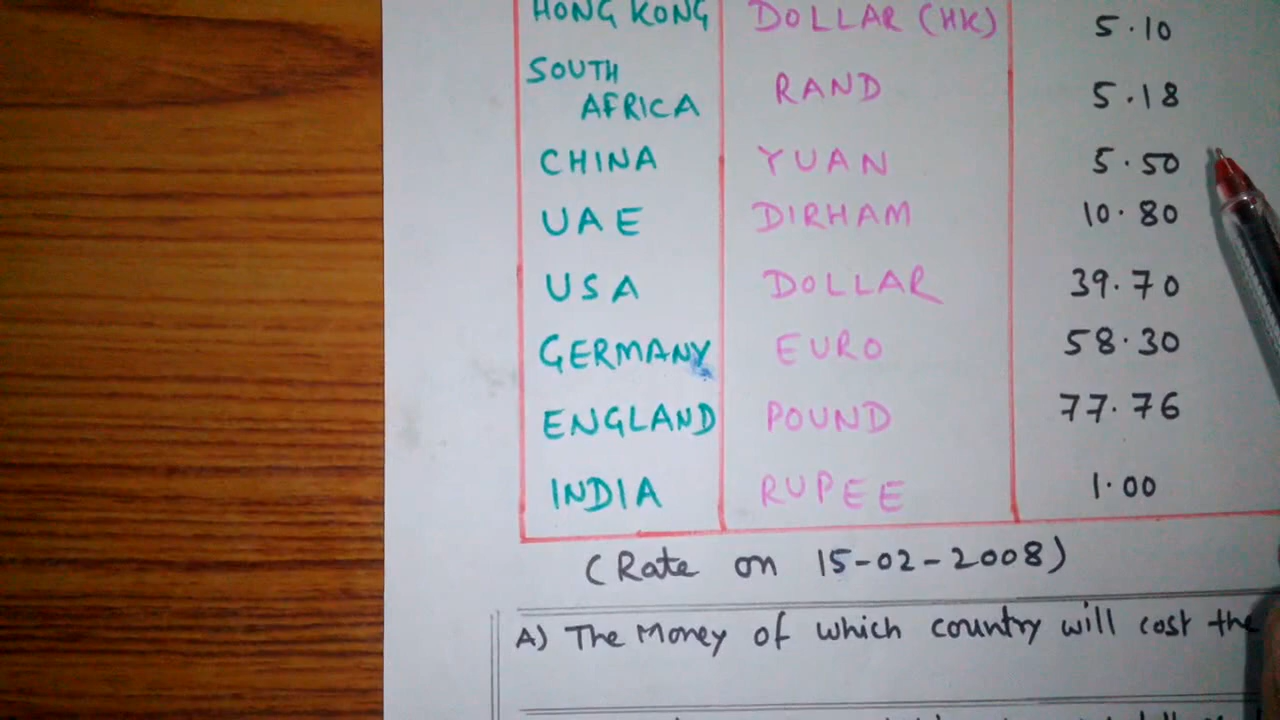 HONG KONG DOLLAR (HK) 5.10
SOUTH
AFRICA RAND 5.18
CHINA YUAN 5.50
UAE DIRHAM 10.80
USA DOLLAR 39.70
GERMANY EURO 58.30
ENGLAND POUND 77.76
INDIA RUPEE 1.00
(Rate on 15-02-2008)
A) The Money of which country will cost the